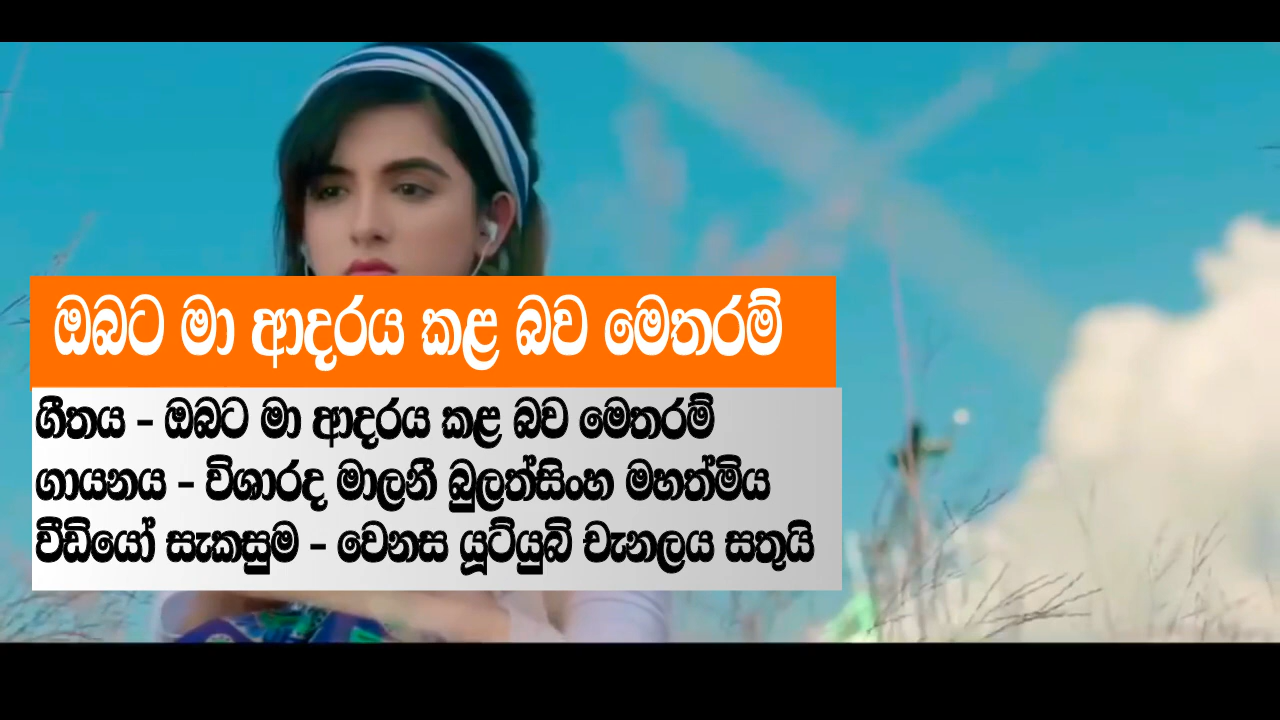 ඔබට මා ආදරය කළ බව මෙතරම්
ගීතය - ඔබට මා ආදරය කළ බව මෙතරම්
ගායනය - විශාරද මාලනී බුලත්සිංහ මහත්මිය
වීඩියෝ සැකසුම - වෙනස යූට්යුබ් චැනලය සතුයි